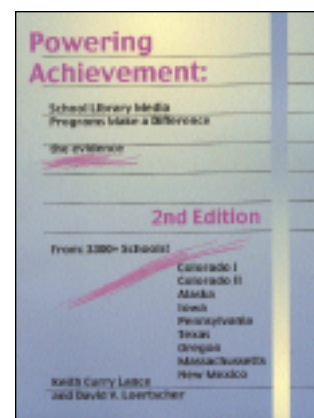 Powering
Achievement:
School Library Media
Programs Make a Difference
the evidence
2nd Edition
From: 3300+ Schools!
Colorado I
Colorado II
Alaska
Iowa
Pennsylvania
Texas
Oregon
Massachusetts
New Mexico
Keith Curry Lance
and David V. Loertscher